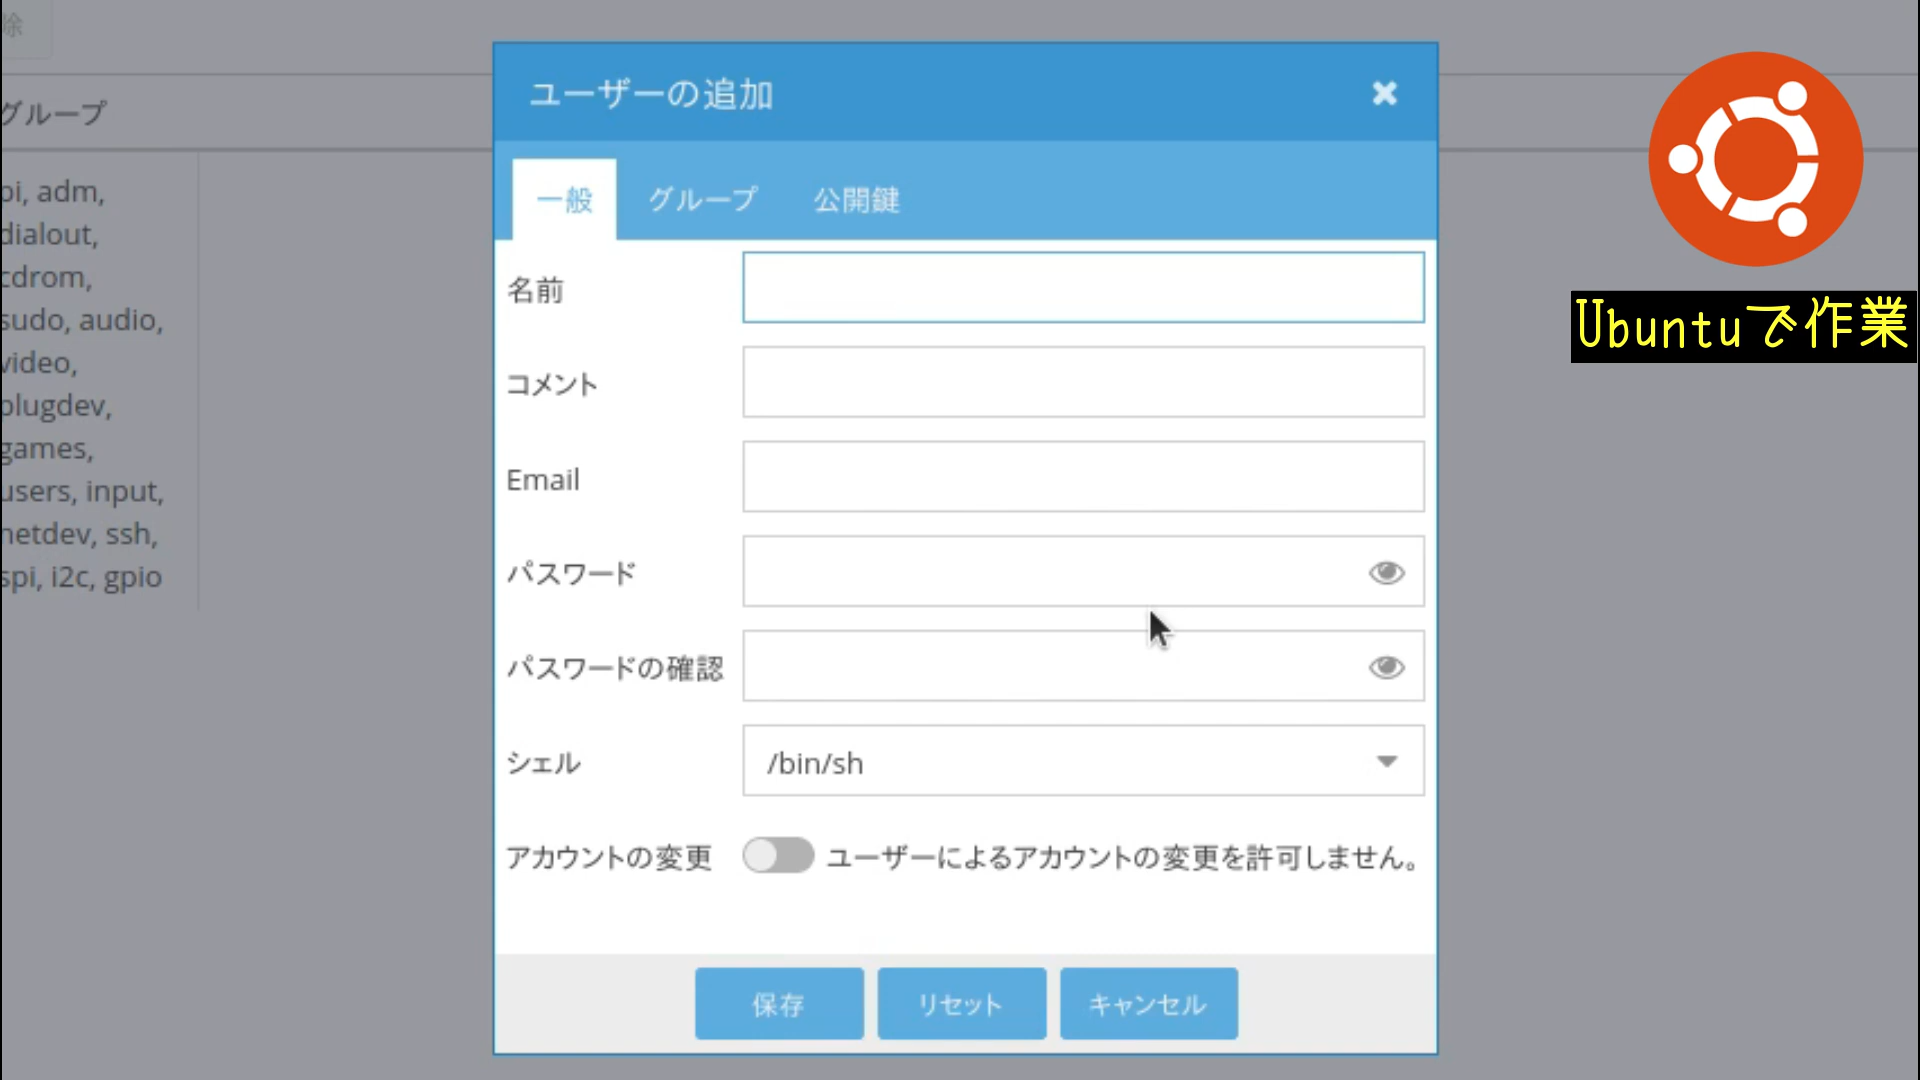 除
ユーザーの追加
グループ
一般 グループ 公開鍵
pi, adm,
dialout,
cdrom,
sudo, audio,
video,
plugdev,
games,
users, input,
netdev, ssh,
spi, i2c, gpio
名前
コメント
Email
パスワード
パスワードの確認
シェル /bin/sh
アカウントの変更 ユーザーによるアカウントの変更を許可しません。
保存 リセット キャンセル
Ubuntuで作業